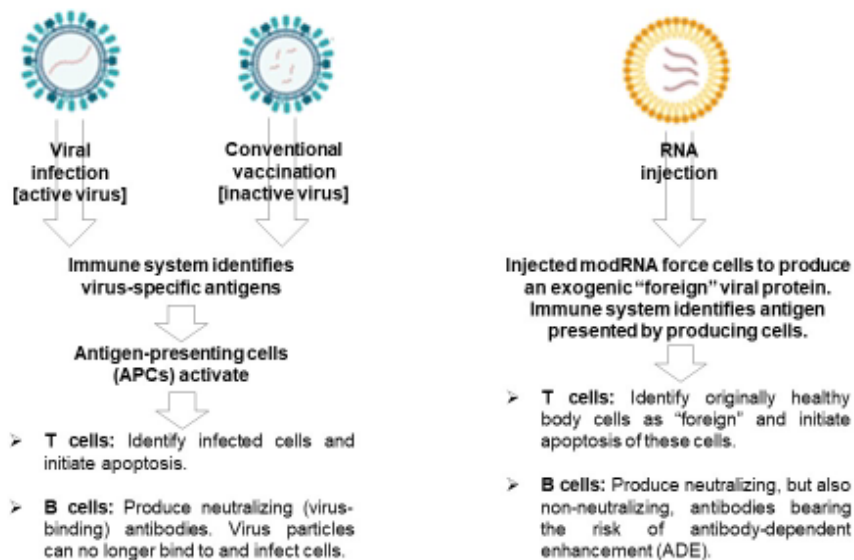 Viral
infection
[active virus]
Conventional
vaccination
[inactive virus]
Immune system identifies
virus-specific antigens
Antigen-presenting cells
(APCs) activate
➢ T cells: Identify infected cells and
initiate apoptosis.
➢ B cells: Produce neutralizing (virus-
binding) antibodies. Virus particles
can no longer bind to and infect cells.
RNA
injection
Injected modRNA force cells to produce
an exogenic “foreign” viral protein.
Immune system identifies antigen
presented by producing cells.
➢ T cells: Identify originally healthy
body cells as “foreign” and initiate
apoptosis of these cells.
➢ B cells: Produce neutralizing, but also
non-neutralizing, antibodies bearing
the risk of antibody-dependent
enhancement (ADE).